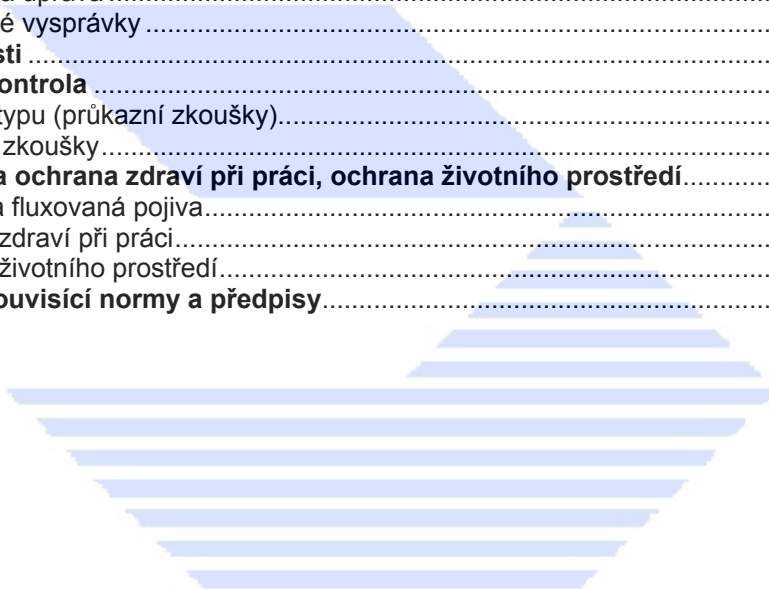 úprava..........
é vysprávky..........
sti..........
ontrola..........
typu (průkazní zkoušky)..........
zkoušky..........
a ochrana zdraví při práci, ochrana životního prostředí..........
a fluxovaná pojiva..........
zdraví při práci..........
životního prostředí..........
ouvisící normy a předpisy..........